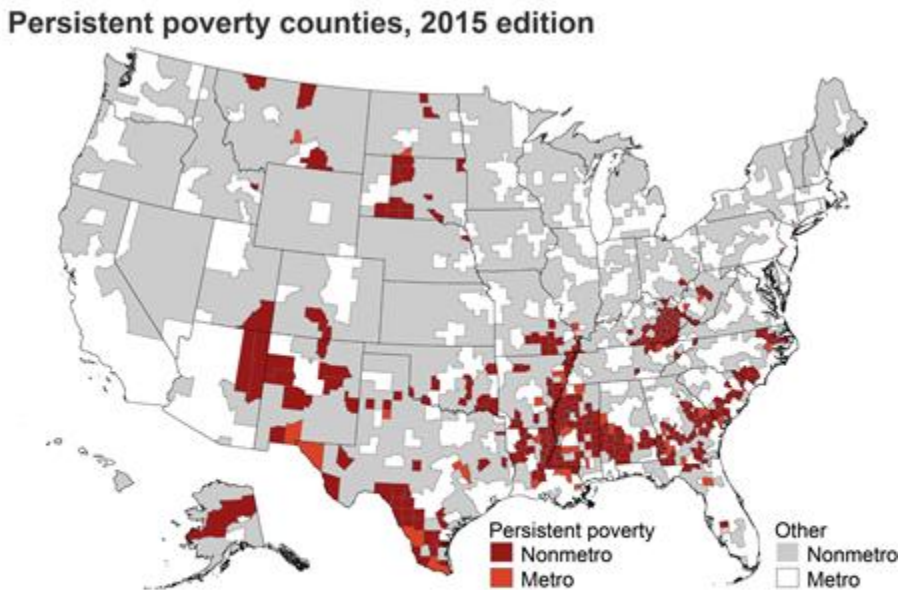 Persistent poverty counties, 2015 edition
Persistent poverty
Nonmetro
Metro
Other
Nonmetro
Metro